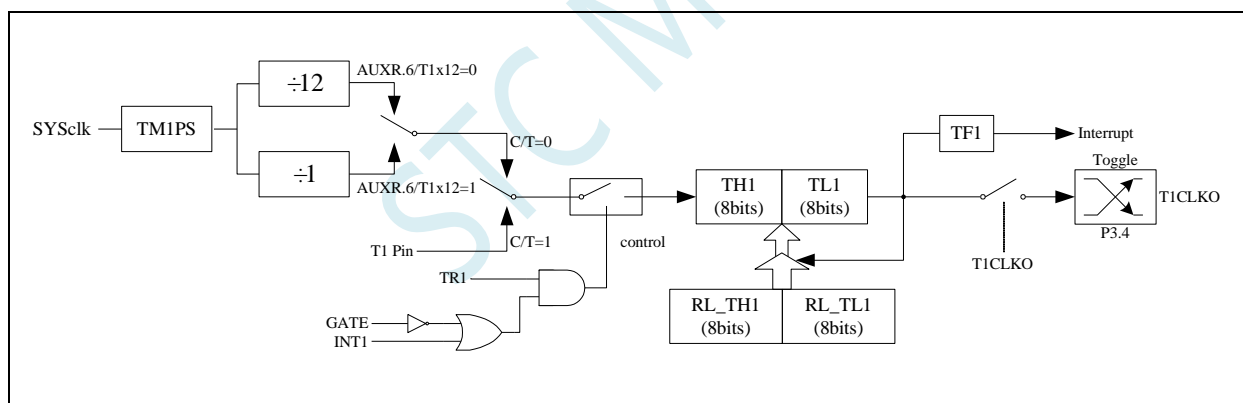 SYSclk
TM1PS
÷12
÷1
AUXR.6/T1x12=0
AUXR.6/T1x12=1
C/T=0
C/T=1
T1 Pin
TR1
GATE
INT1
control
TH1
(8bits)
TL1
(8bits)
RL_TH1
(8bits)
RL_TL1
(8bits)
TF1
Interrupt
Toggle
T1CLKO
P3.4
T1CLKO
STC M